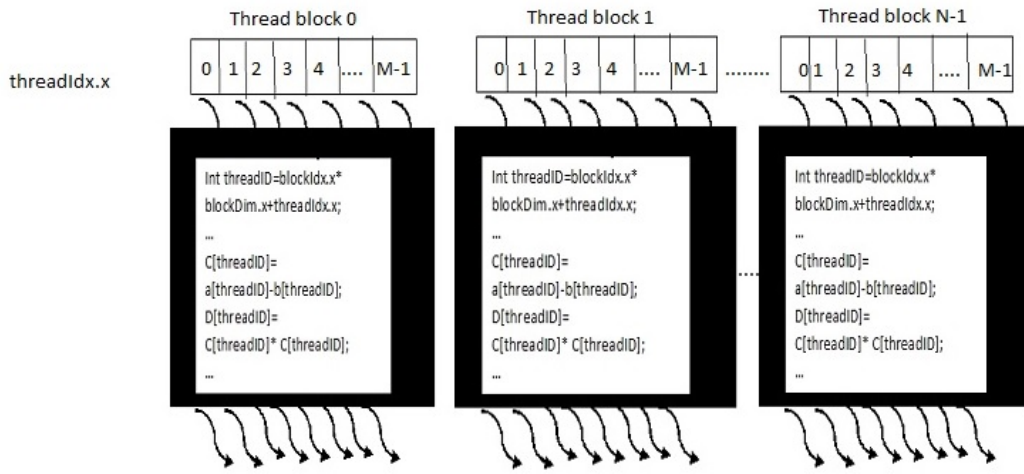 Thread block 0
Thread block 1
Thread block N-1
threadIdx.x
0 1 2 3 4 .... M-1
0 1 2 3 4 .... M-1
........
0 1 2 3 4 .... M-1
Int threadID=blockIdx.x*
blockDim.x+threadIdx.x;
...
C[threadID]=
a[threadID]-b[threadID];
D[threadID]=
C[threadID]* C[threadID];
...
Int threadID=blockIdx.x*
blockDim.x+threadIdx.x;
...
C[threadID]=
a[threadID]-b[threadID];
D[threadID]=
C[threadID]* C[threadID];
...
....
Int threadID=blockIdx.x*
blockDim.x+threadIdx.x;
...
C[threadID]=
a[threadID]-b[threadID];
D[threadID]=
C[threadID]* C[threadID];
...